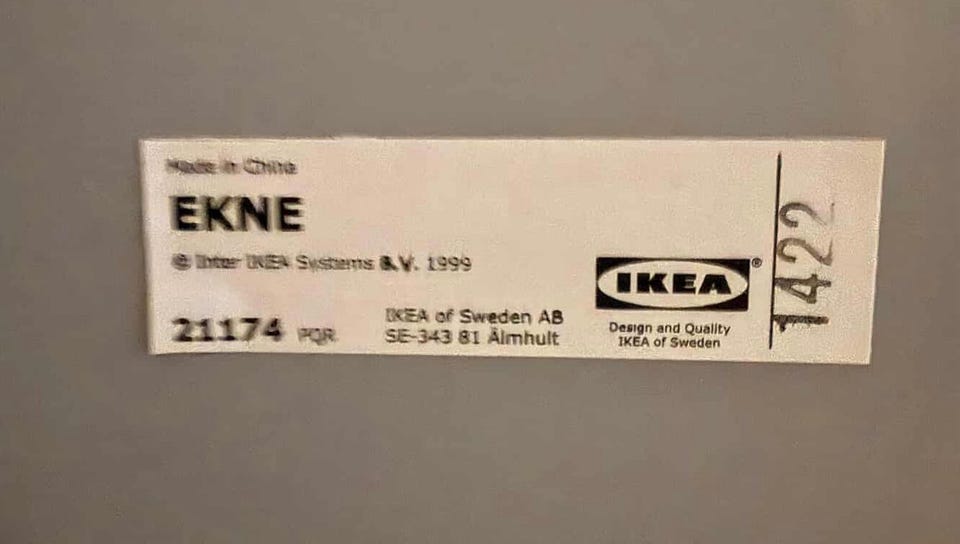 Made in China
EKNE
© Inter IKEA Systems B.V. 1999
21174 PQR
IKEA of Sweden AB
SE-343 81 Älmhult
IKEA®
Design and Quality
IKEA of Sweden
1422